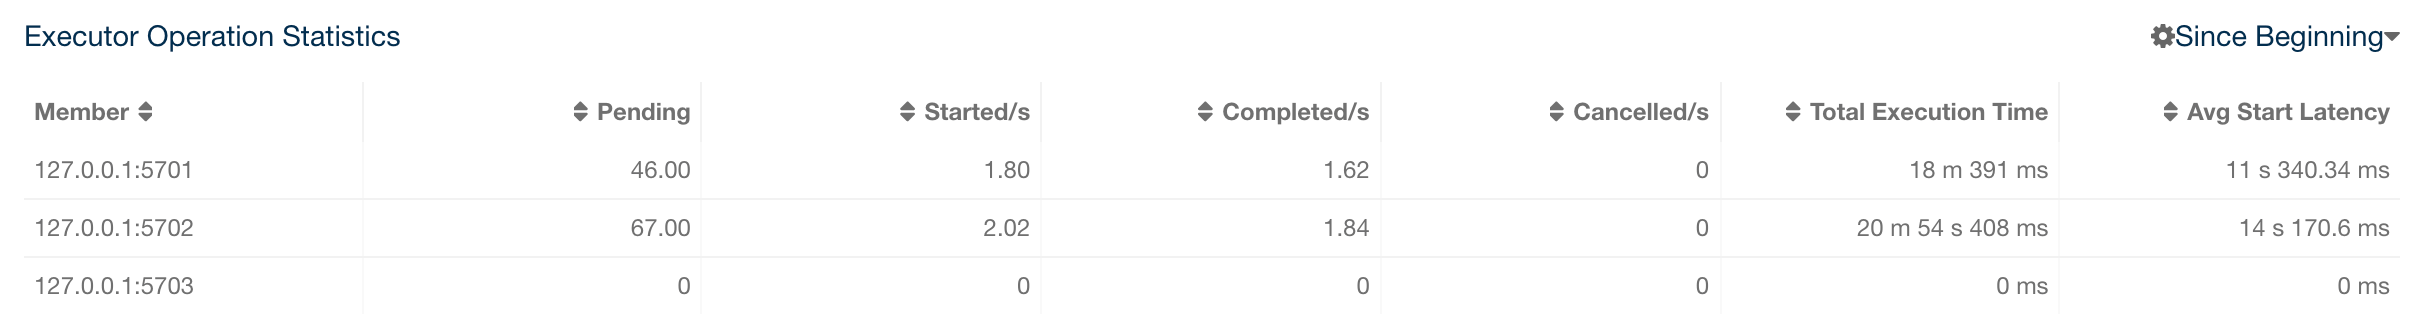 Executor Operation Statistics Since Beginning
Member Pending Started/s Completed/s Cancelled/s Total Execution Time Avg Start Latency
127.0.0.1:5701 46.00 1.80 1.62 0 18 m 391 ms 11 s 340.34 ms
127.0.0.1:5702 67.00 2.02 1.84 0 20 m 54 s 408 ms 14 s 170.6 ms
127.0.0.1:5703 0 0 0 0 0 ms 0 ms